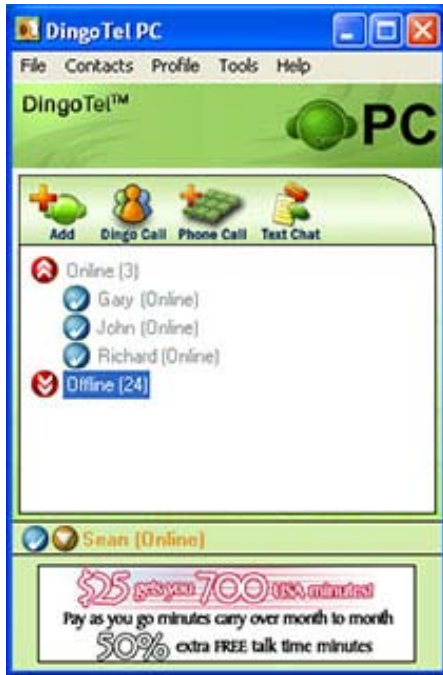 DingoTel PC
File Contacts Profile Tools Help
DingoTel™
PC
Add Dingo Call Phone Call Text Chat
Online (3)
Gary (Online)
John (Online)
Richard (Online)
Offline (24)
Sean (Online)
$25 gets you 700 USA minutes!
Pay as you go minutes carry over month to month
50% extra FREE talk time minutes